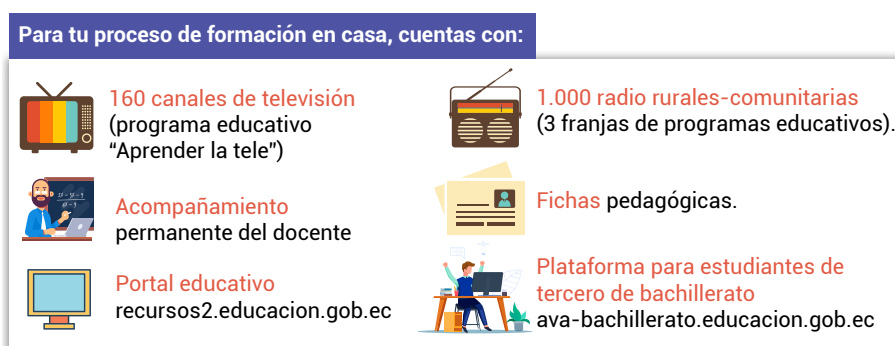 Para tu proceso de formación en casa, cuentas con:
160 canales de televisión
(programa educativo
“Aprender la tele”)
1.000 radio rurales-comunitarias
(3 franjas de programas educativos).
Acompañamiento
permanente del docente
Fichas pedagógicas.
Portal educativo
recursos2.educacion.gob.ec
Plataforma para estudiantes de
tercero de bachillerato
ava-bachillerato.educacion.gob.ec